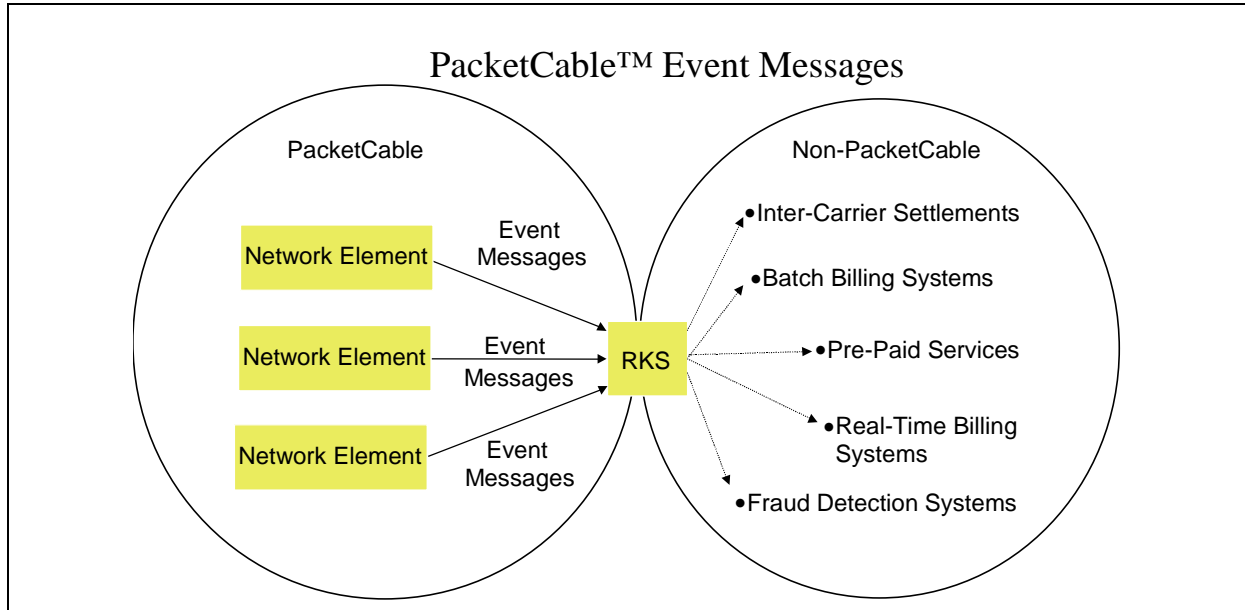 PacketCable™ Event Messages
PacketCable
Non-PacketCable
Network Element
Event
Messages
Network Element
Event
Messages
Network Element
Event
Messages
RKS
•Inter-Carrier Settlements
•Batch Billing Systems
•Pre-Paid Services
•Real-Time Billing
Systems
•Fraud Detection Systems